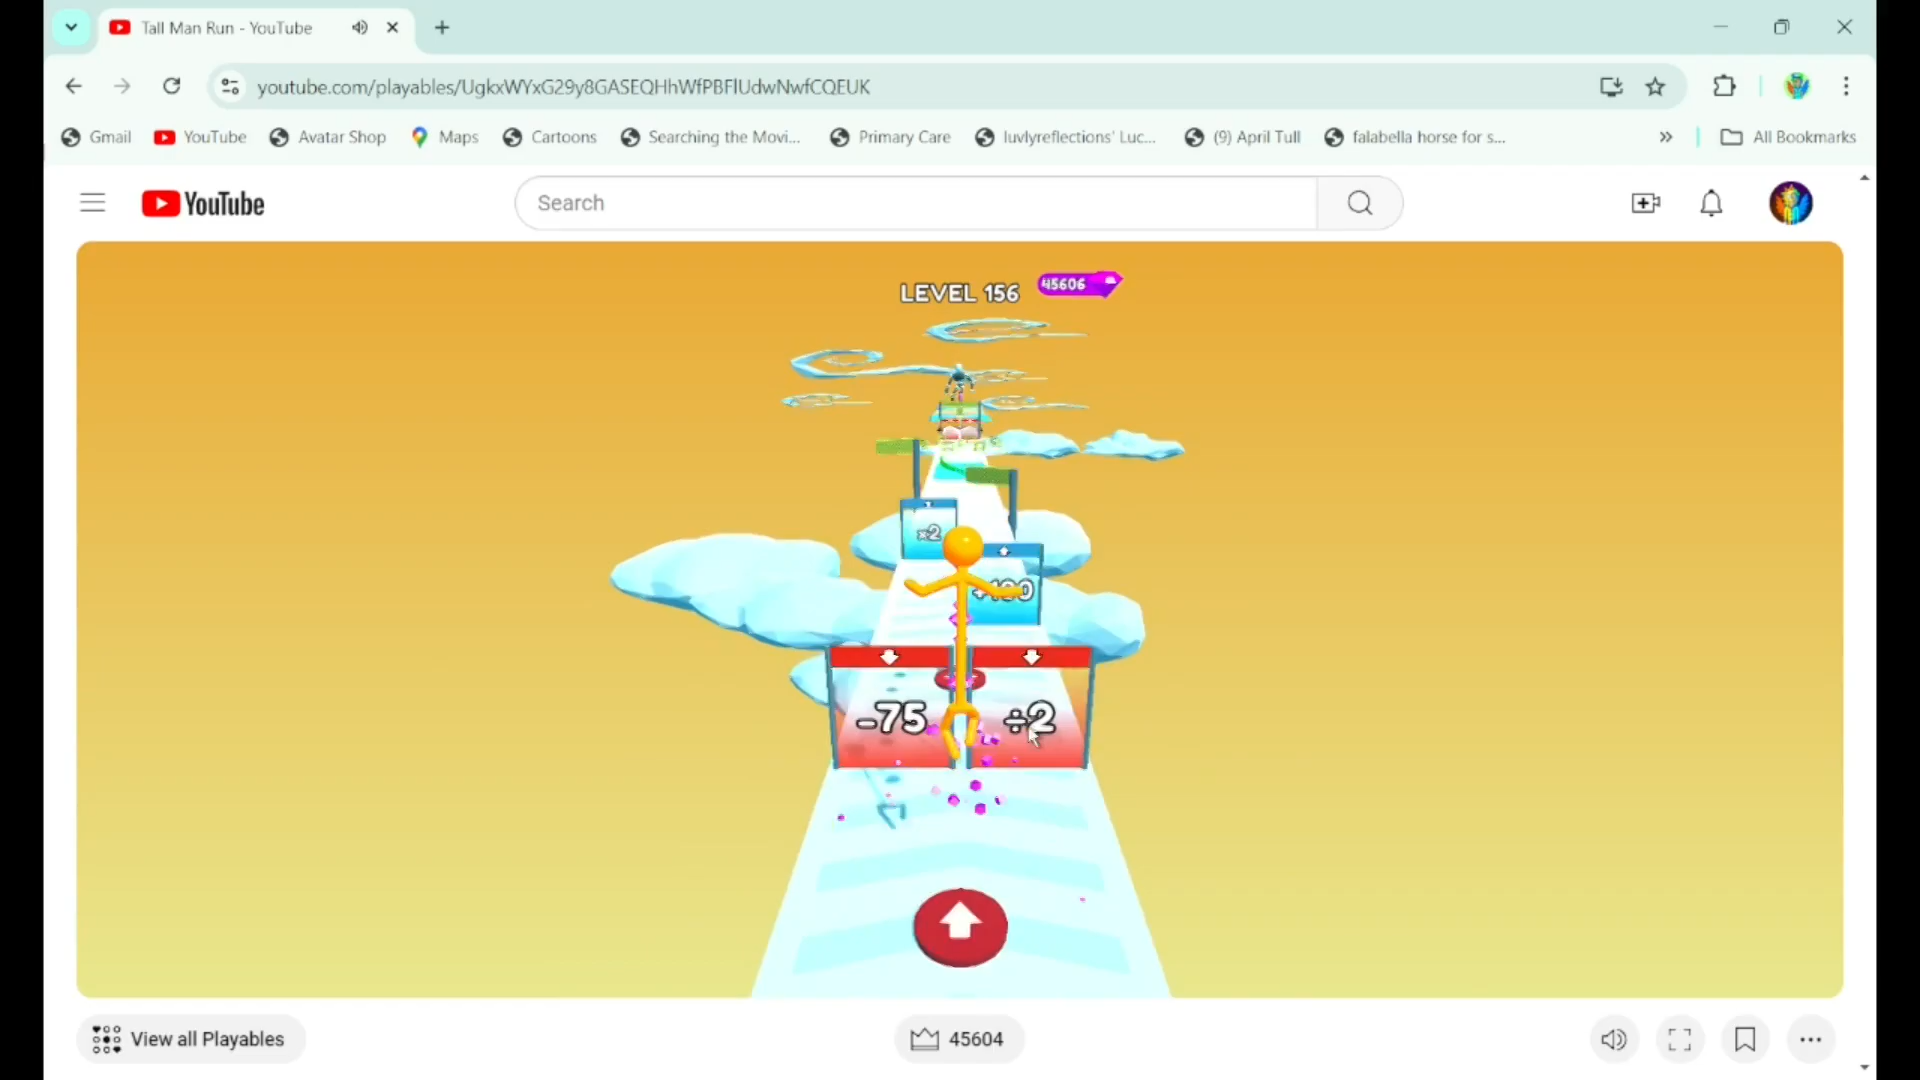 Tall Man Run - YouTube
youtube.com/playables/UgkxWYxG29y8GASEQHhWfPBFlUdwNwfCQEUK
Gmail YouTube Avatar Shop Maps Cartoons Searching the Movi... Primary Care luvlyreflections' Luc... (9) April Tull falabella horse for s... » All Bookmarks
YouTube
Search
LEVEL 156 45606
×2
-75 ÷2
View all Playables 45604